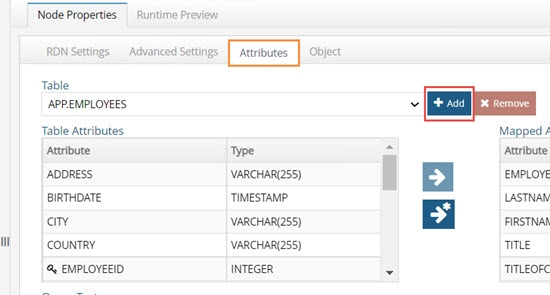 Node Properties Runtime Preview
RDN Settings Advanced Settings Attributes Object
Table
APP.EMPLOYEES Add Remove
Table Attributes Mapped A
Attribute Type Attribute
ADDRESS VARCHAR(255) EMPLOYE
BIRTHDATE TIMESTAMP LASTNAM
CITY VARCHAR(255) FIRSTNAM
COUNTRY VARCHAR(255) TITLE
EMPLOYEEID INTEGER TITLEOFC